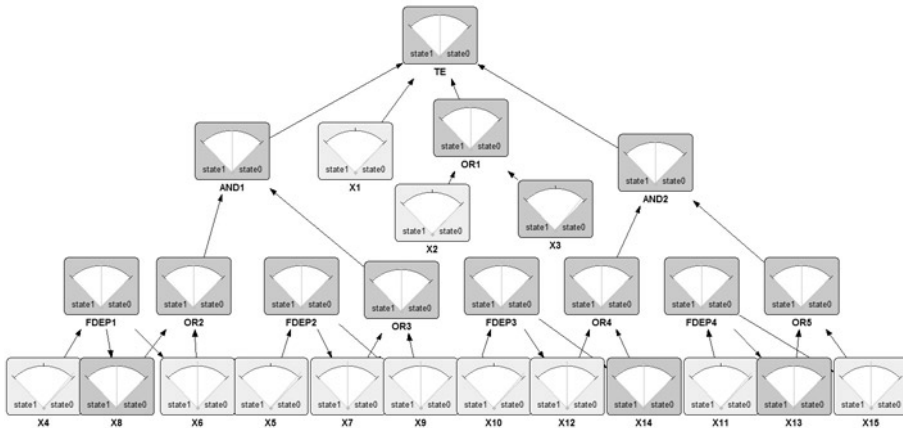 state1 state0
TE
state1 state0
OR1
state1 state0
AND1
state1 state0
X1
state1 state0
AND2
state1 state0
X2
state1 state0
X3
state1 state0
FDEP1
state1 state0
OR2
state1 state0
FDEP2
state1 state0
OR3
state1 state0
FDEP3
state1 state0
OR4
state1 state0
FDEP4
state1 state0
OR5
state1 state0
X4
state1 state0
X8
state1 state0
X6
state1 state0
X5
state1 state0
X7
state1 state0
X9
state1 state0
X10
state1 state0
X12
state1 state0
X14
state1 state0
X11
state1 state0
X13
state1 state0
X15